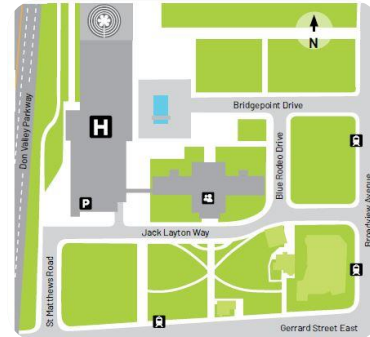 N
Bridgepoint Drive
Don Valley Parkway
H
Blue Rodeo Drive
Broadview Avenue
P
Jack Layton Way
St Matthews Road
Gerrard Street East